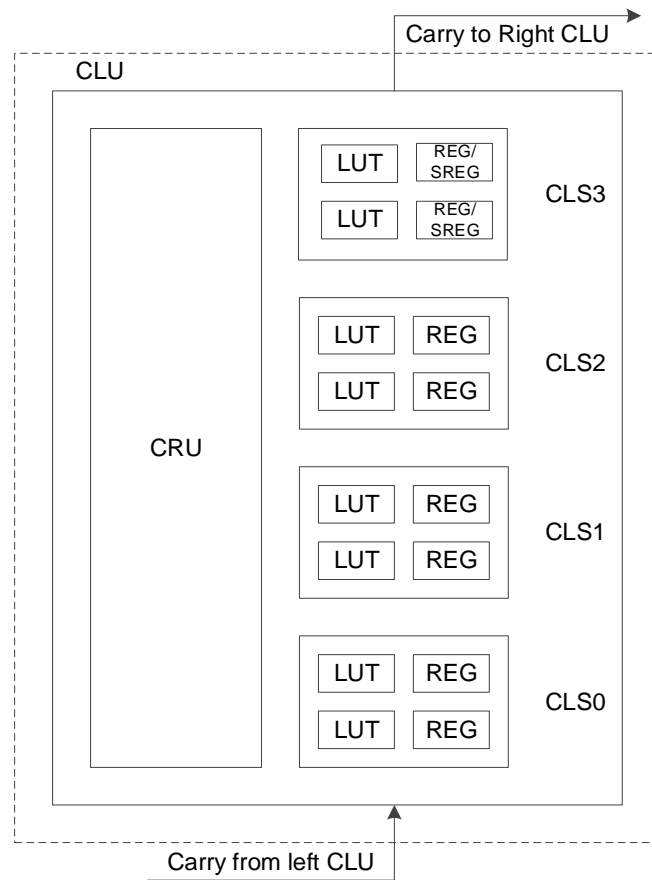 Carry to Right CLU
CLU
LUT
REG/
SREG
LUT
REG/
SREG
CLS3
LUT
REG
LUT
REG
CLS2
CRU
LUT
REG
LUT
REG
CLS1
LUT
REG
LUT
REG
CLS0
Carry from left CLU